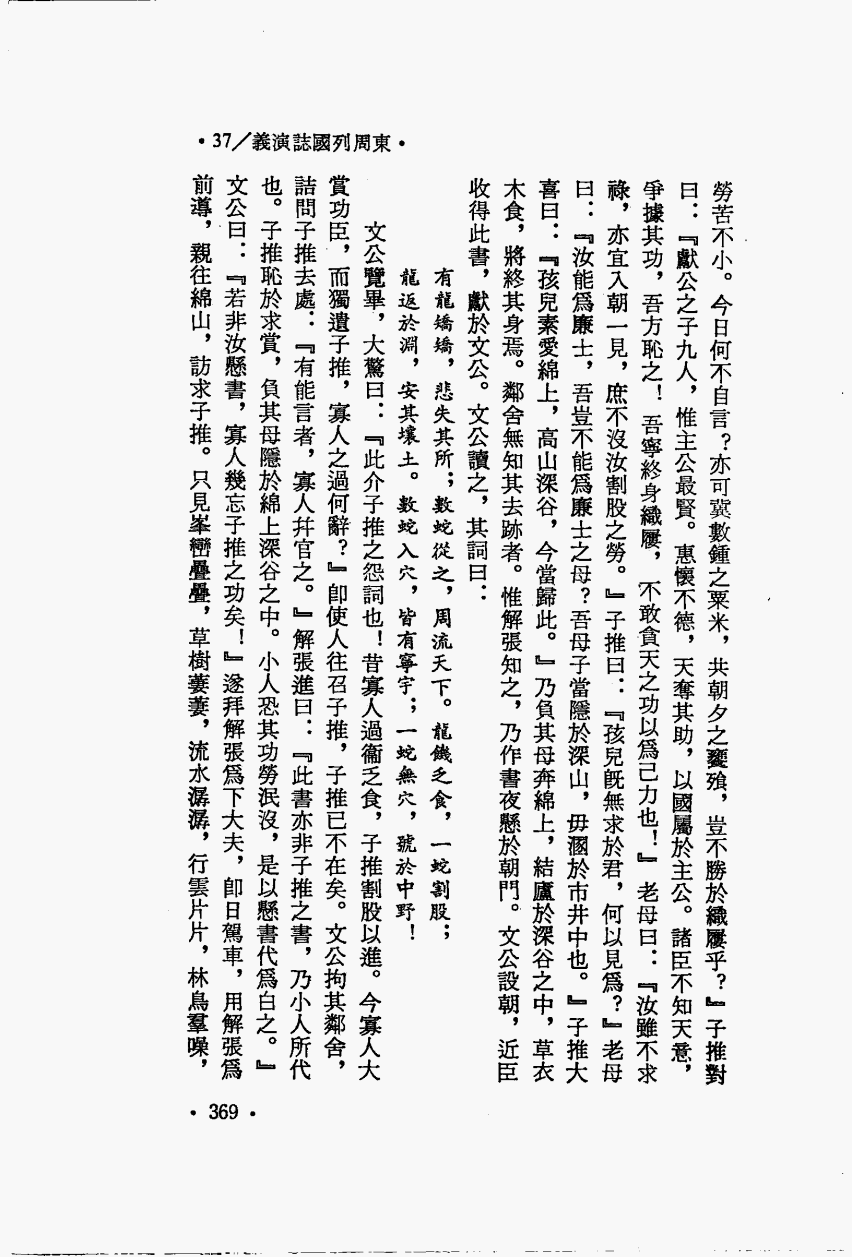 ·37╱義演誌國列周東·
勞苦不小。今日何不自言？亦可冀數鍾之粟米，共朝夕之饔飧，豈不勝於織屨乎？』子推對
曰：『獻公之子九人，惟主公最賢。惠懷不德，天奪其助，以國屬於主公。諸臣不知天意，
爭據其功，吾方恥之！吾寧終身織屨，不敢貪天之功以爲己力也！』老母曰：『汝雖不求
祿，亦宜入朝一見，庶不沒汝割股之勞。』子推曰：『孩兒旣無求於君，何以見爲？』老母
曰：『汝能爲廉士，吾豈不能爲廉士之母？吾母子當隱於深山，毋溷於市井中也。』子推大
喜曰：『孩兒素愛綿上，高山深谷，今當歸此。』乃負其母奔綿上，結廬於深谷之中，草衣
木食，將終其身焉。鄰舍無知其去跡者。惟解張知之，乃作書夜懸於朝門。文公設朝，近臣
收得此書，獻於文公。文公讀之，其詞曰：
有龍矯矯，悲失其所；數蛇從之，周流天下。龍饑乏食，一蛇割股；
龍返於淵，安其壤土。數蛇入穴，皆有寧宇；一蛇無穴，號於中野！
文公覽畢，大驚曰：『此介子推之怨詞也！昔寡人過衞乏食，子推割股以進。今寡人大
賞功臣，而獨遺子推，寡人之過何辭？』卽使人往召子推，子推已不在矣。文公拘其鄰舍，
詰問子推去處：『有能言者，寡人幷官之。』解張進曰：『此書亦非子推之書，乃小人所代
也。子推恥於求賞，負其母隱於綿上深谷之中。小人恐其功勞泯沒，是以懸書代爲白之。』
文公曰：『若非汝懸書，寡人幾忘子推之功矣！』遂拜解張爲下大夫，卽日駕車，用解張爲
前導，親往綿山，訪求子推。只見峯巒疊疊，草樹萋萋，流水潺潺，行雲片片，林鳥羣噪，
·369·